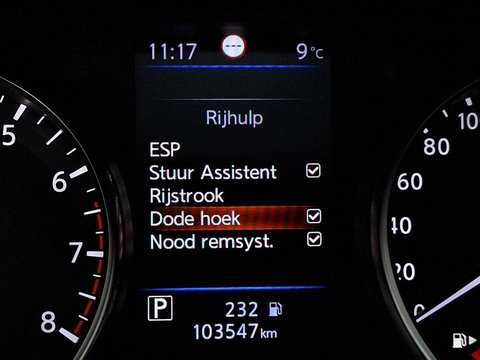 11:17 --- 9°C
Rijhulp
ESP
Stuur Assistent
Rijstrook
Dode hoek
Nood remsyst.
P 232
103547km
5
6
7
8
100
80
60
40
20